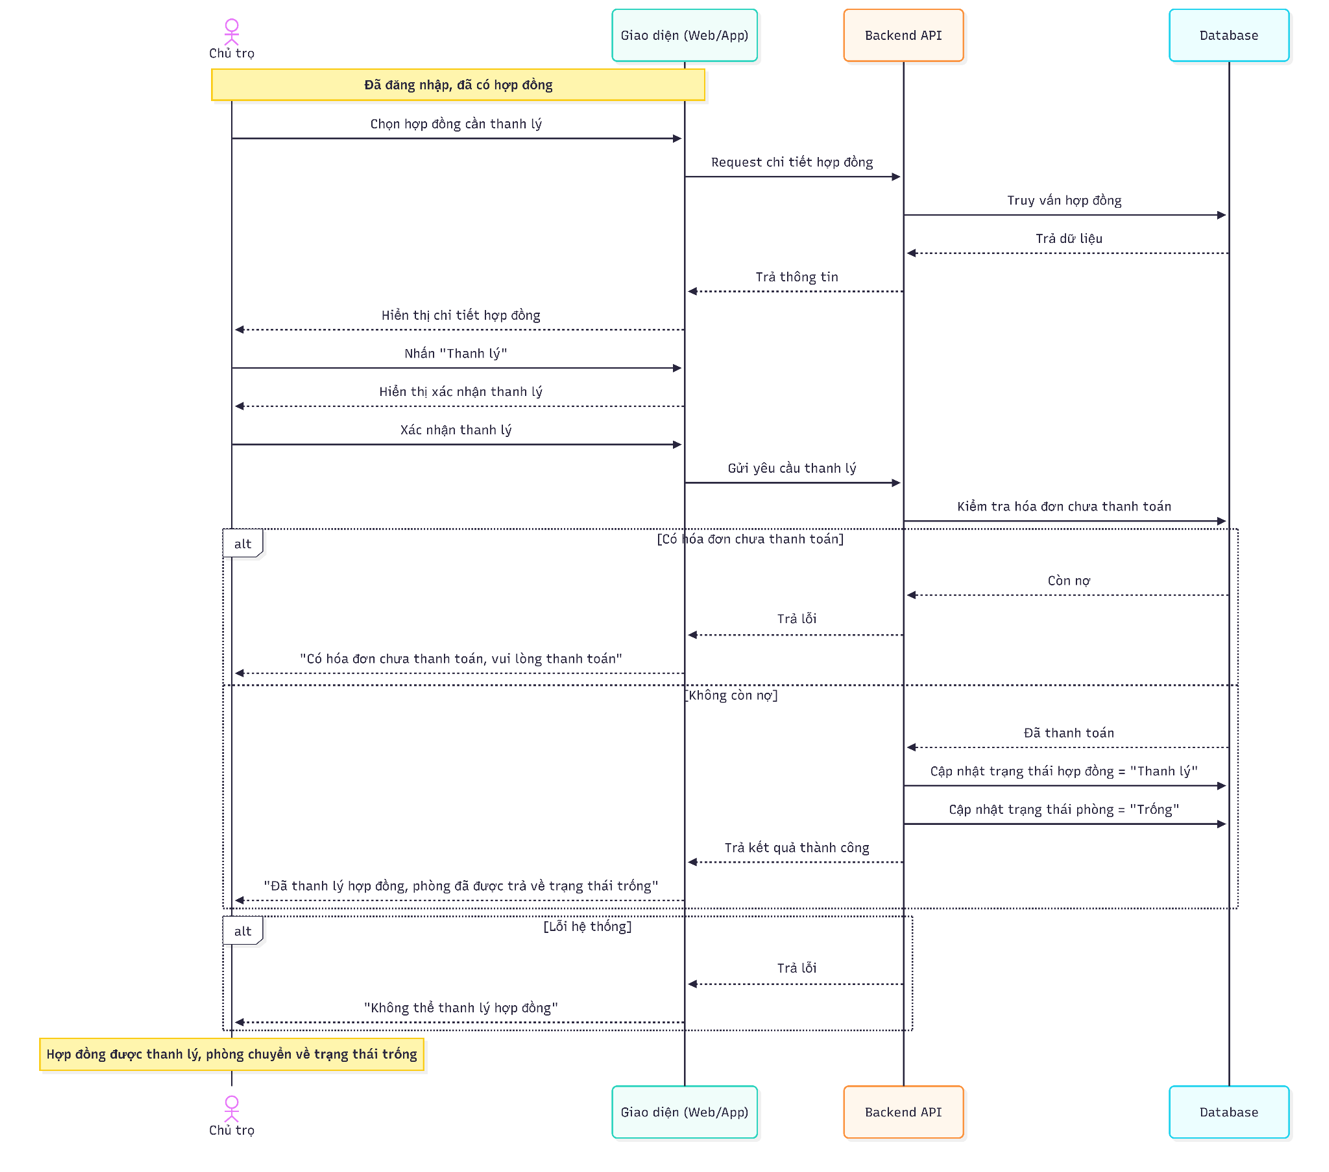 Chủ trọ
Giao diện (Web/App)
Backend API
Database
Đã đăng nhập, đã có hợp đồng
Chọn hợp đồng cần thanh lý
Request chi tiết hợp đồng
Truy vấn hợp đồng
Trả dữ liệu
Trả thông tin
Hiển thị chi tiết hợp đồng
Nhấn "Thanh lý"
Hiển thị xác nhận thanh lý
Xác nhận thanh lý
Gửi yêu cầu thanh lý
Kiểm tra hóa đơn chưa thanh toán
alt
[Có hóa đơn chưa thanh toán]
Còn nợ
Trả lỗi
"Có hóa đơn chưa thanh toán, vui lòng thanh toán"
[Không còn nợ]
Đã thanh toán
Cập nhật trạng thái hợp đồng = "Thanh lý"
Cập nhật trạng thái phòng = "Trống"
Trả kết quả thành công
"Đã thanh lý hợp đồng, phòng đã được trả về trạng thái trống"
alt
[Lỗi hệ thống]
Trả lỗi
"Không thể thanh lý hợp đồng"
Hợp đồng được thanh lý, phòng chuyển về trạng thái trống
Chủ trọ
Giao diện (Web/App)
Backend API
Database